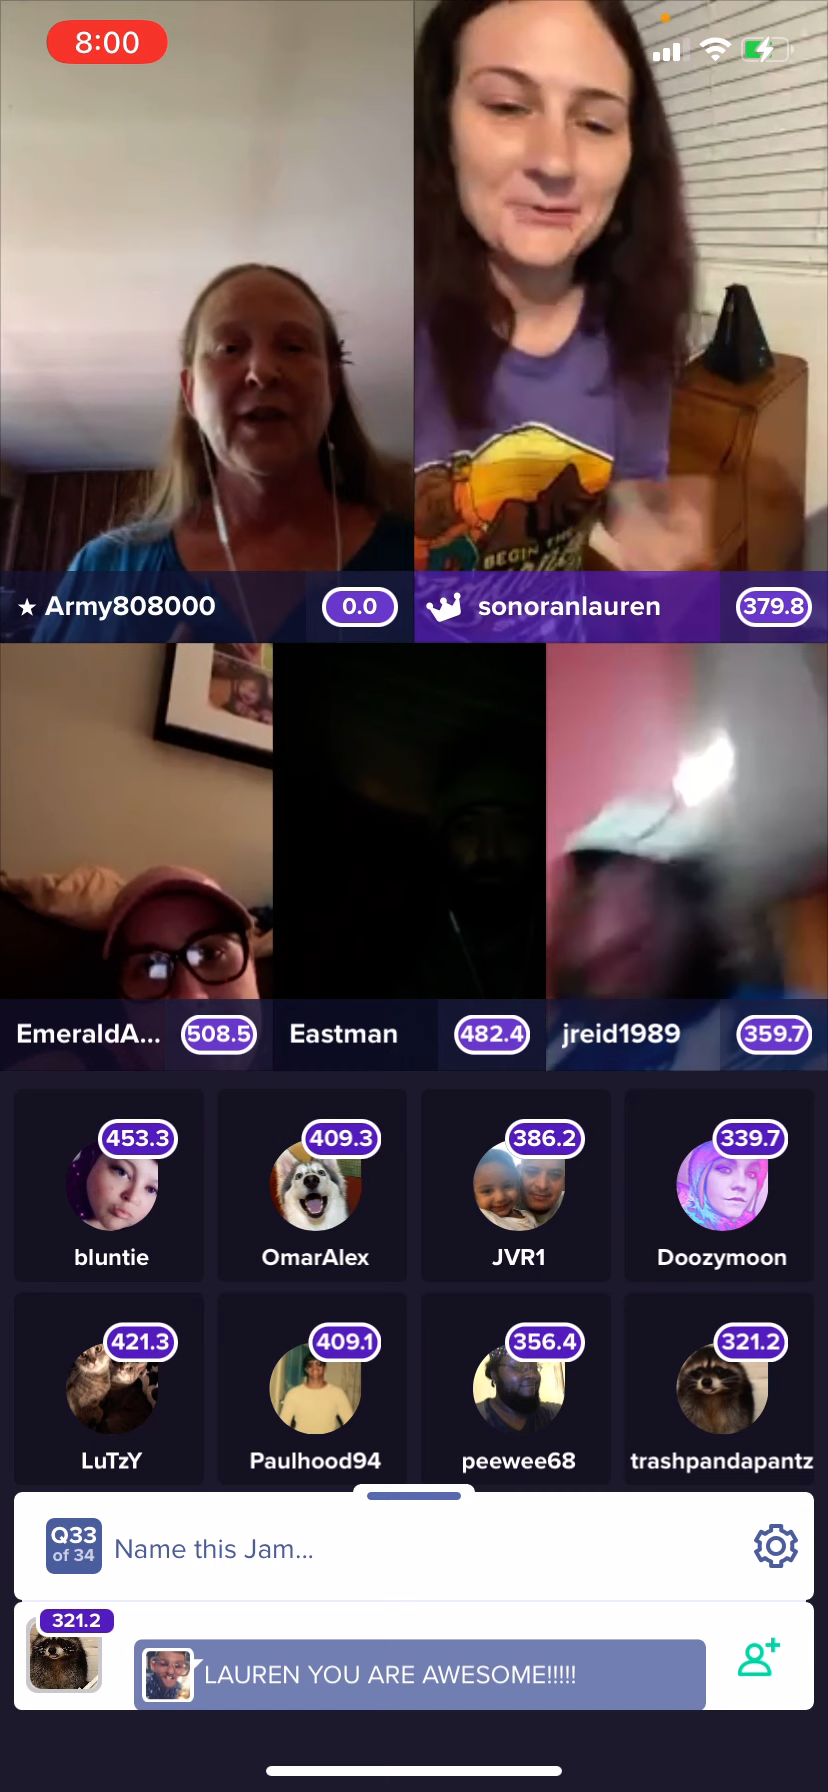 8:00
BEGIN THE
★ Army808000 0.0
sonoranlauren 379.8
EmeraldA... 508.5
Eastman 482.4
jreid1989 359.7
453.3
409.3
386.2
339.7
bluntie
OmarAlex
JVR1
Doozymoon
421.3
409.1
356.4
321.2
LuTzY
Paulhood94
peewee68
trashpandapantz
Q33
of 34
Name this Jam...
321.2
LAUREN YOU ARE AWESOME!!!!!